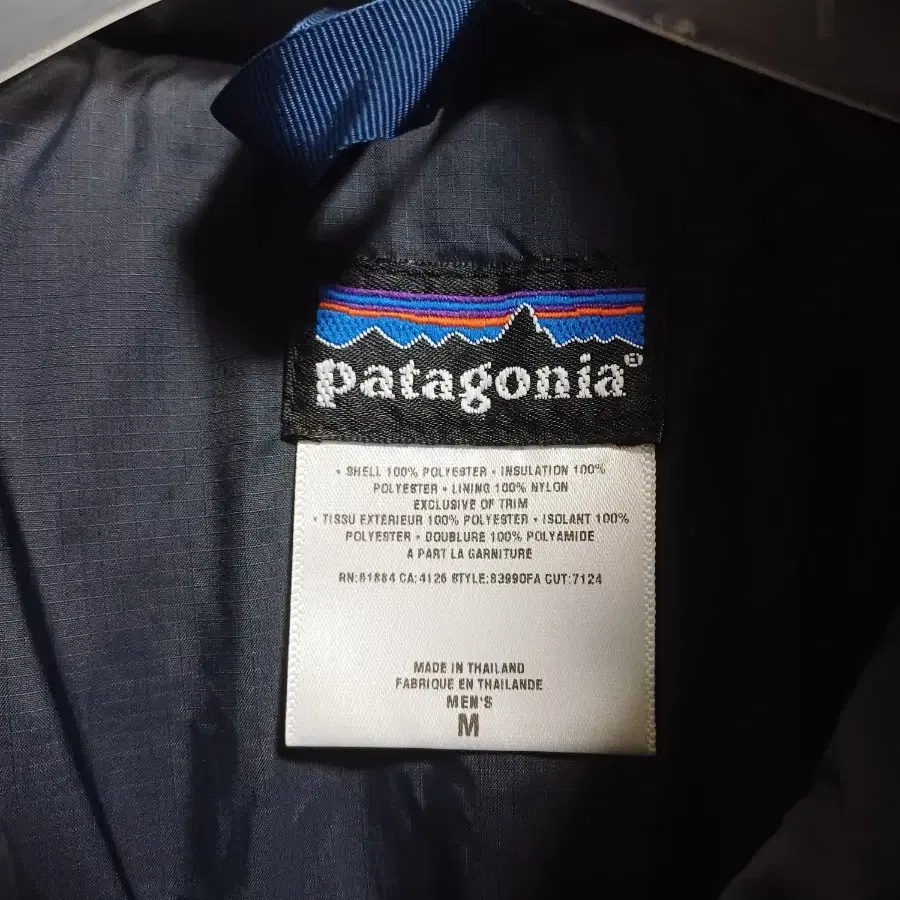 patagonia®
• SHELL 100% POLYESTER • INSULATION 100%
POLYESTER • LINING 100% NYLON
EXCLUSIVE OF TRIM
• TISSU EXTERIEUR 100% POLYESTER • ISOLANT 100%
POLYESTER • DOUBLURE 100% POLYAMIDE
A PART LA GARNITURE
RN:51884 CA:4126 STYLE:83990FA CUT:7124
MADE IN THAILAND
FABRIQUE EN THAILANDE
MEN'S
M